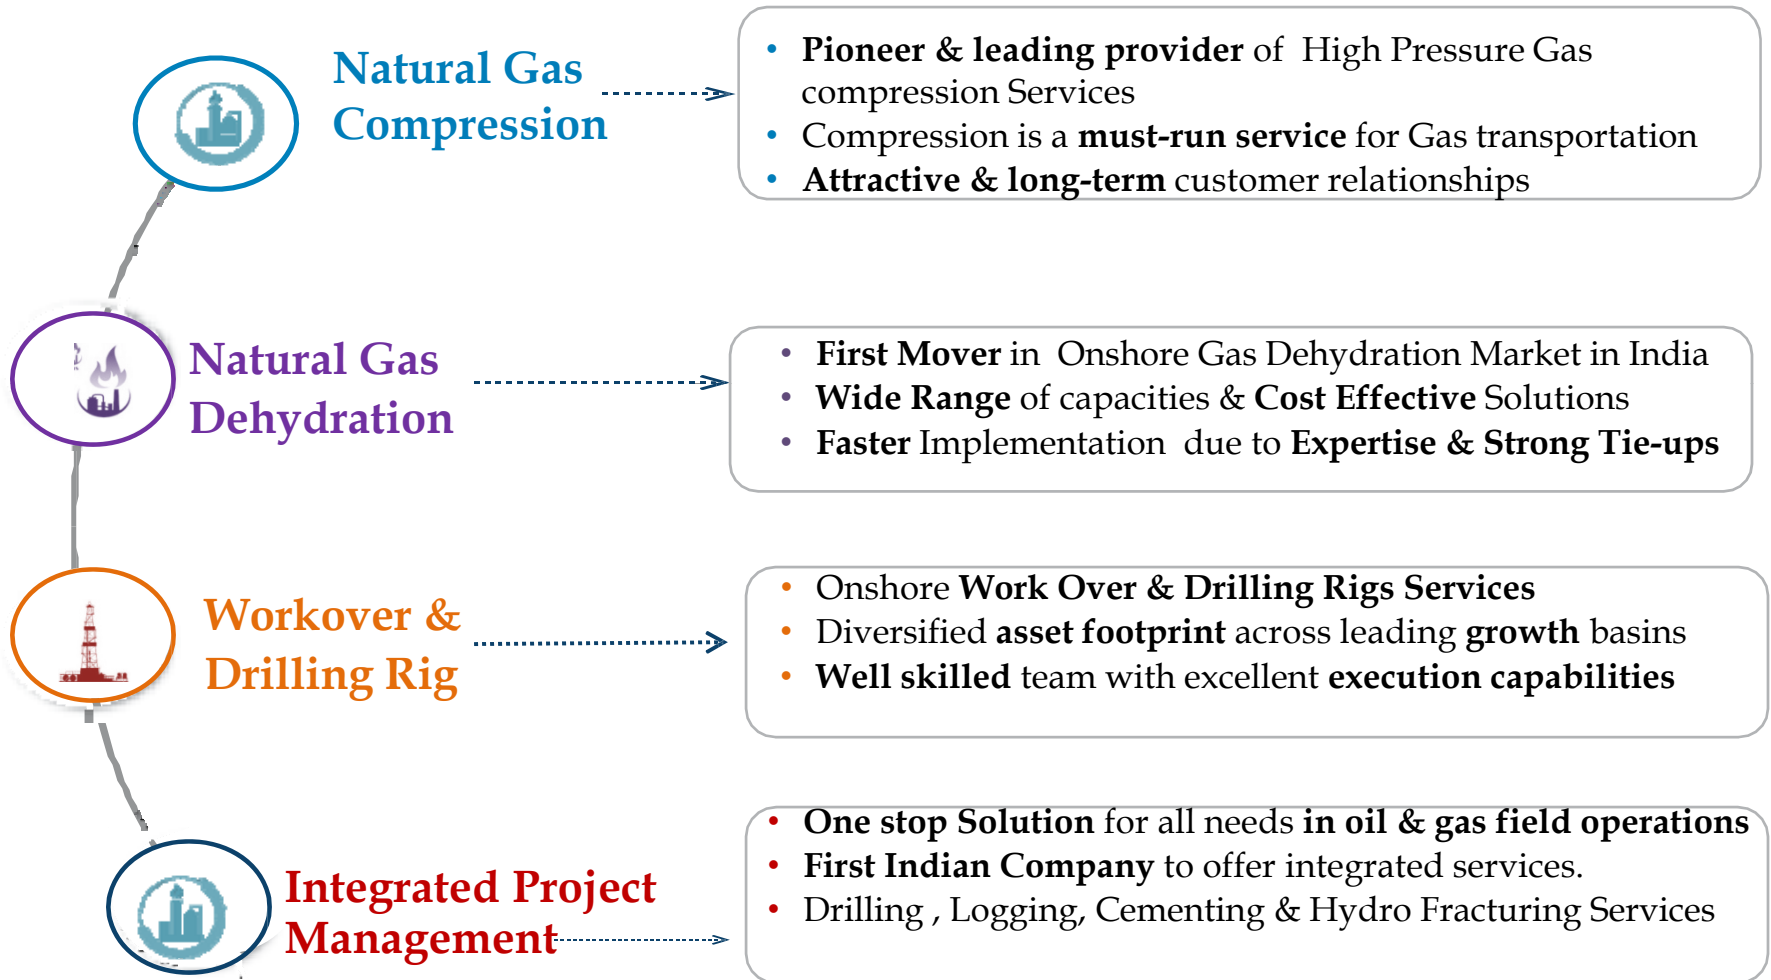 Natural Gas
Compression
• Pioneer & leading provider of High Pressure Gas
compression Services
• Compression is a must-run service for Gas transportation
• Attractive & long-term customer relationships
Natural Gas
Dehydration
• First Mover in Onshore Gas Dehydration Market in India
• Wide Range of capacities & Cost Effective Solutions
• Faster Implementation due to Expertise & Strong Tie-ups
Workover &
Drilling Rig
• Onshore Work Over & Drilling Rigs Services
• Diversified asset footprint across leading growth basins
• Well skilled team with excellent execution capabilities
Integrated Project
Management
• One stop Solution for all needs in oil & gas field operations
• First Indian Company to offer integrated services.
• Drilling , Logging, Cementing & Hydro Fracturing Services